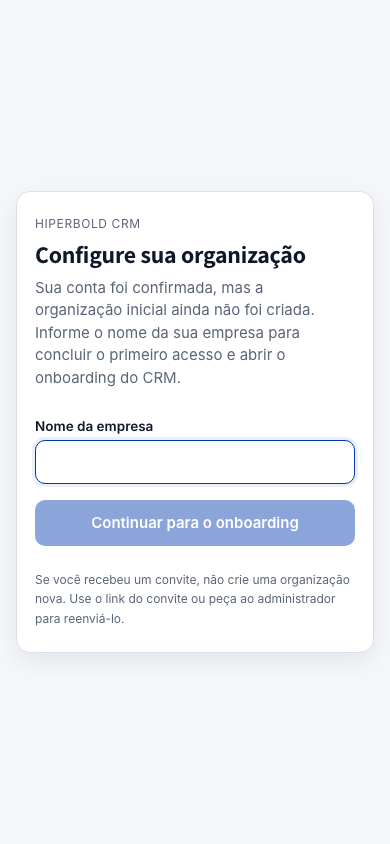 HIPERBOLD CRM
Configure sua organização
Sua conta foi confirmada, mas a
organização inicial ainda não foi criada.
Informe o nome da sua empresa para
concluir o primeiro acesso e abrir o
onboarding do CRM.
Nome da empresa
Continuar para o onboarding
Se você recebeu um convite, não crie uma organização
nova. Use o link do convite ou peça ao administrador
para reenviá-lo.